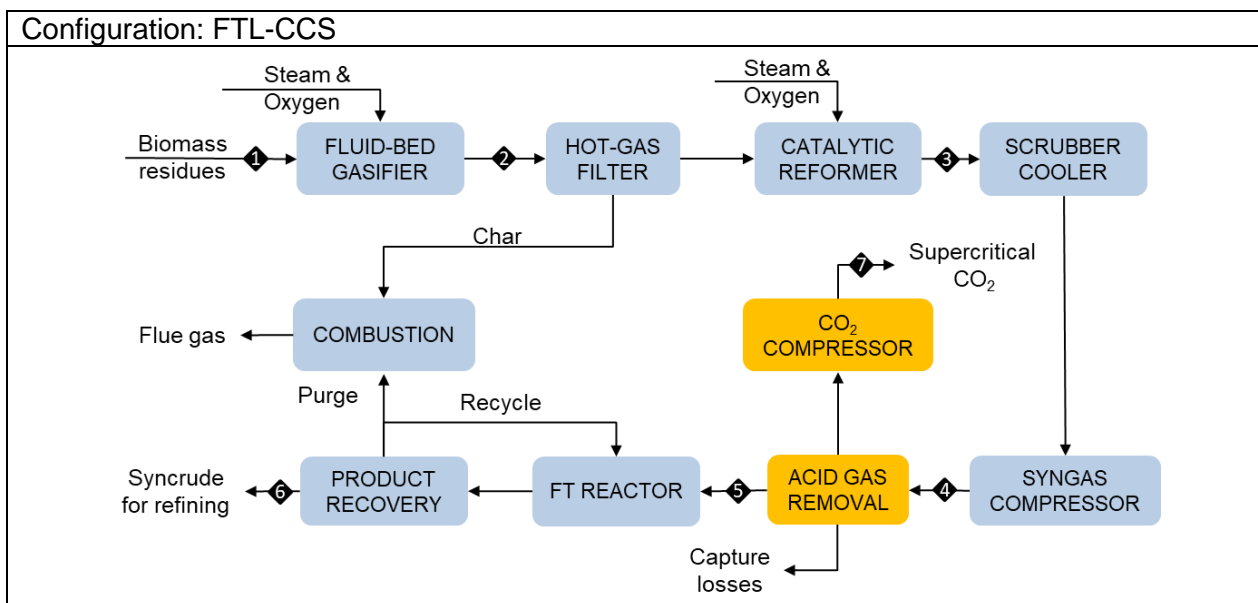 Configuration: FTL-CCS
Steam &
Oxygen
Steam &
Oxygen
Biomass
residues
1
FLUID-BED
GASIFIER
2
HOT-GAS
FILTER
CATALYTIC
REFORMER
3
SCRUBBER
COOLER
Char
7
Supercritical
CO₂
Flue gas
COMBUSTION
CO₂
COMPRESSOR
Purge
Recycle
Syncrude
for refining
6
PRODUCT
RECOVERY
FT REACTOR
5
ACID GAS
REMOVAL
4
SYNGAS
COMPRESSOR
Capture
losses